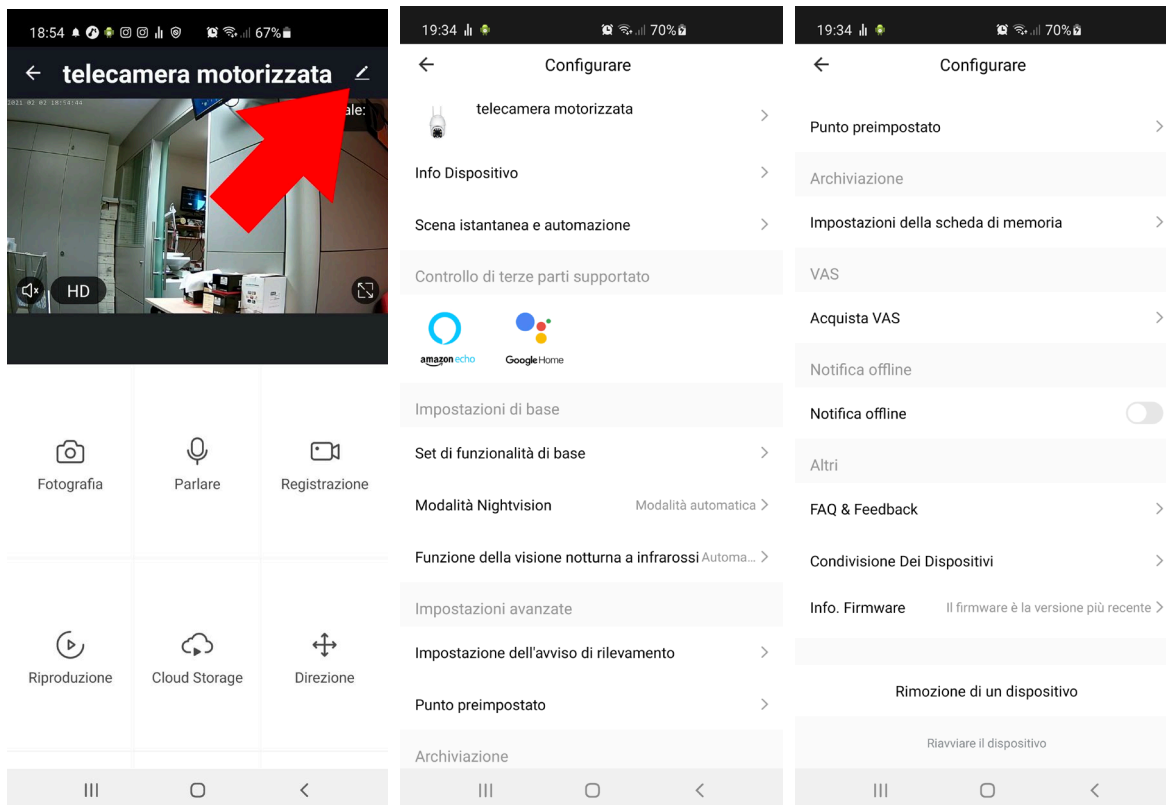 18:54 67%
telecamera motorizzata
2021 02 02 18:54:44
ale:
HD
Fotografia Parlare Registrazione
Riproduzione Cloud Storage Direzione
19:34 70%
Configurare
telecamera motorizzata
Info Dispositivo
Scena istantanea e automazione
Controllo di terze parti supportato
amazon echo Google Home
Impostazioni di base
Set di funzionalità di base
Modalità Nightvision Modalità automatica
Funzione della visione notturna a infrarossi Automa...
Impostazioni avanzate
Impostazione dell'avviso di rilevamento
Punto preimpostato
Archiviazione
19:34 70%
Configurare
Punto preimpostato
Archiviazione
Impostazioni della scheda di memoria
VAS
Acquista VAS
Notifica offline
Notifica offline
Altri
FAQ & Feedback
Condivisione Dei Dispositivi
Info. Firmware Il firmware è la versione più recente
Rimozione di un dispositivo
Riavviare il dispositivo